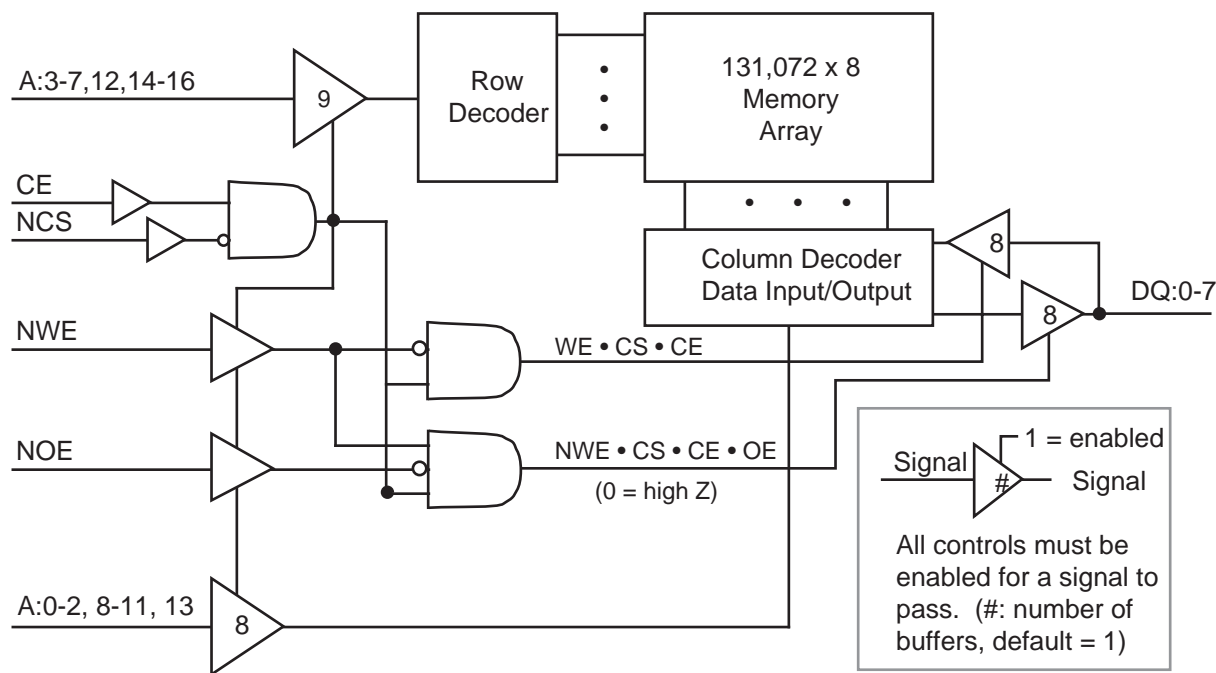 A:3-7,12,14-16
9
Row
Decoder
131,072 x 8
Memory
Array
CE
NCS
Column Decoder
Data Input/Output
8
8
DQ:0-7
NWE
WE • CS • CE
NOE
NWE • CS • CE • OE
(0 = high Z)
A:0-2, 8-11, 13
8
1 = enabled
Signal
#
Signal
All controls must be
enabled for a signal to
pass. (#: number of
buffers, default = 1)